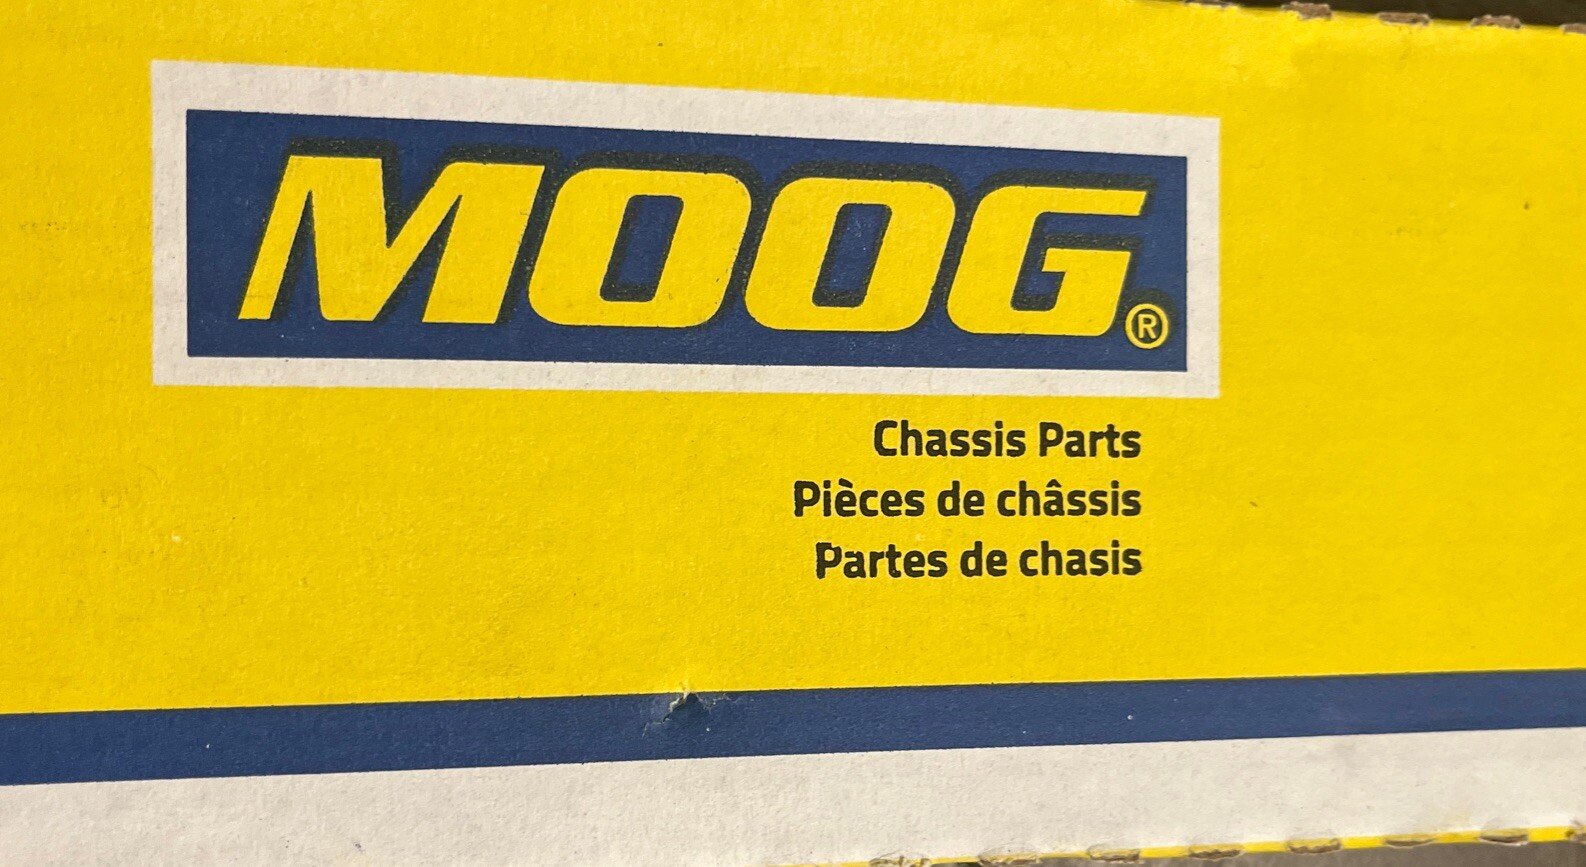 MOOG®
Chassis Parts
Pièces de châssis
Partes de chasis